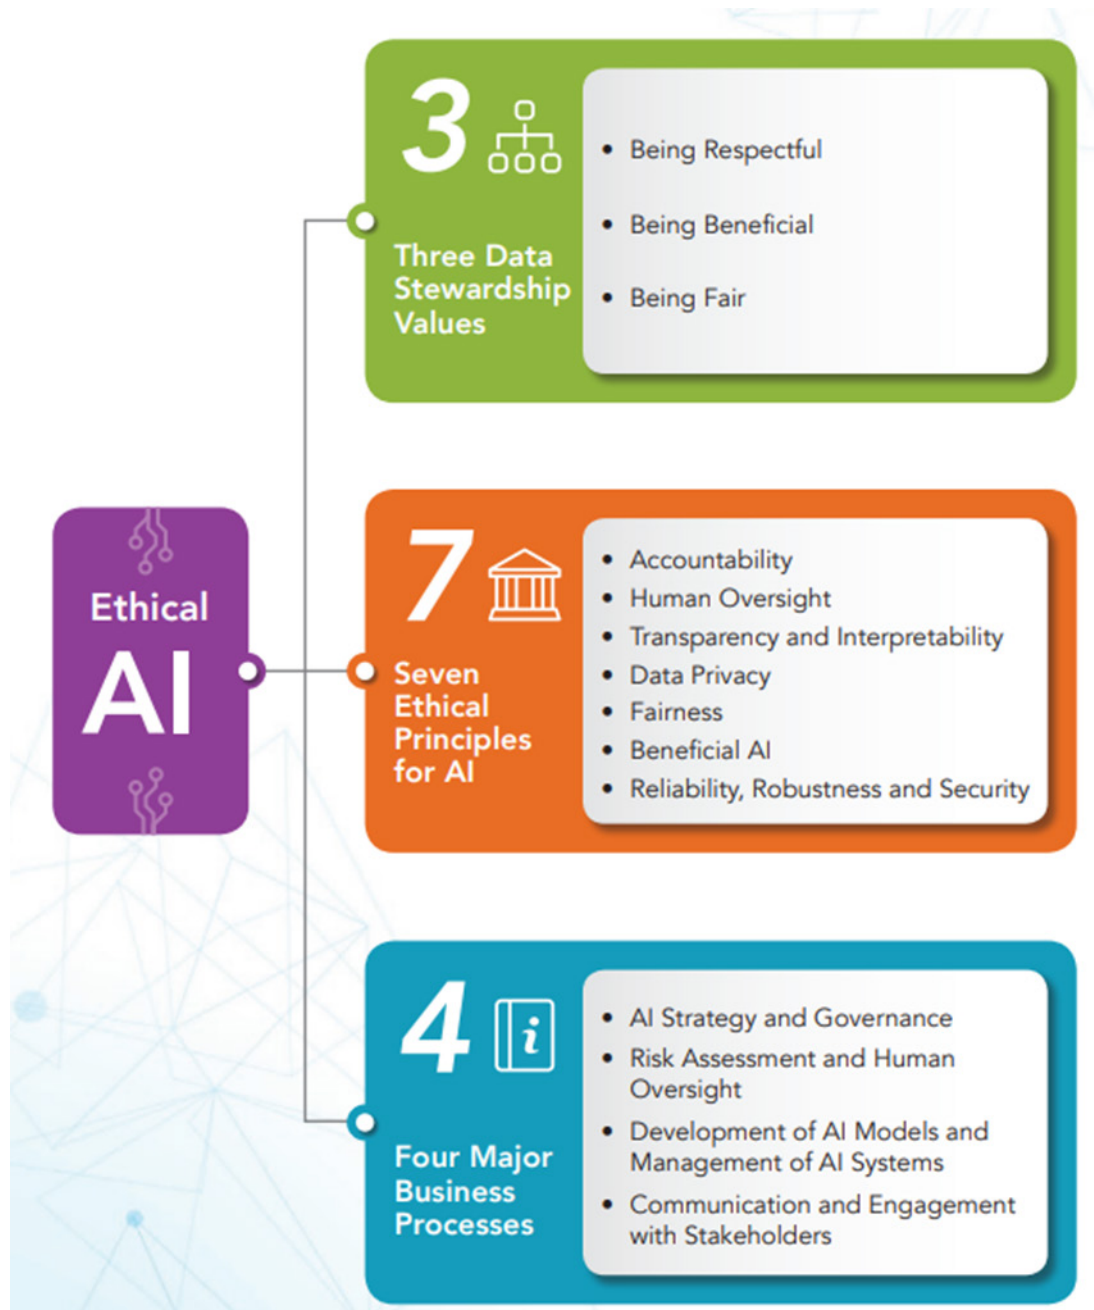 Ethical
AI
3
Three Data
Stewardship
Values
• Being Respectful
• Being Beneficial
• Being Fair
7
Seven
Ethical
Principles
for AI
• Accountability
• Human Oversight
• Transparency and Interpretability
• Data Privacy
• Fairness
• Beneficial AI
• Reliability, Robustness and Security
4
i
Four Major
Business
Processes
• AI Strategy and Governance
• Risk Assessment and Human
Oversight
• Development of AI Models and
Management of AI Systems
• Communication and Engagement
with Stakeholders